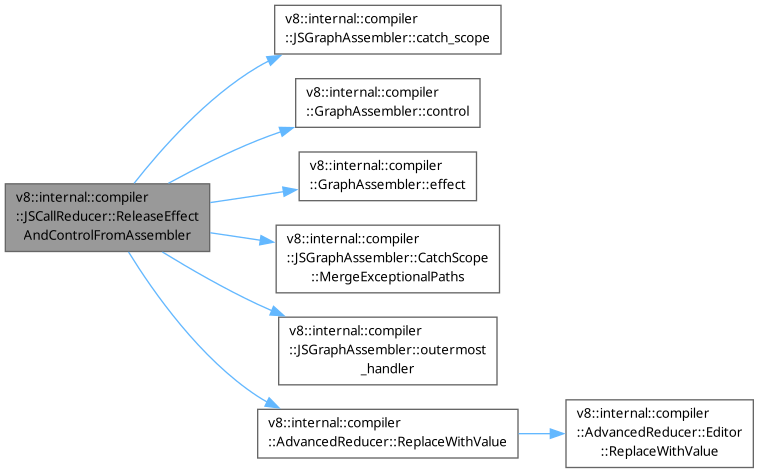 v8::internal::compiler
::JSGraphAssembler::catch_scope
v8::internal::compiler
::GraphAssembler::control
v8::internal::compiler
::GraphAssembler::effect
v8::internal::compiler
::JSCallReducer::ReleaseEffect
AndControlFromAssembler
v8::internal::compiler
::JSGraphAssembler::CatchScope
::MergeExceptionalPaths
v8::internal::compiler
::JSGraphAssembler::outermost
_handler
v8::internal::compiler
::AdvancedReducer::ReplaceWithValue
v8::internal::compiler
::AdvancedReducer::Editor
::ReplaceWithValue